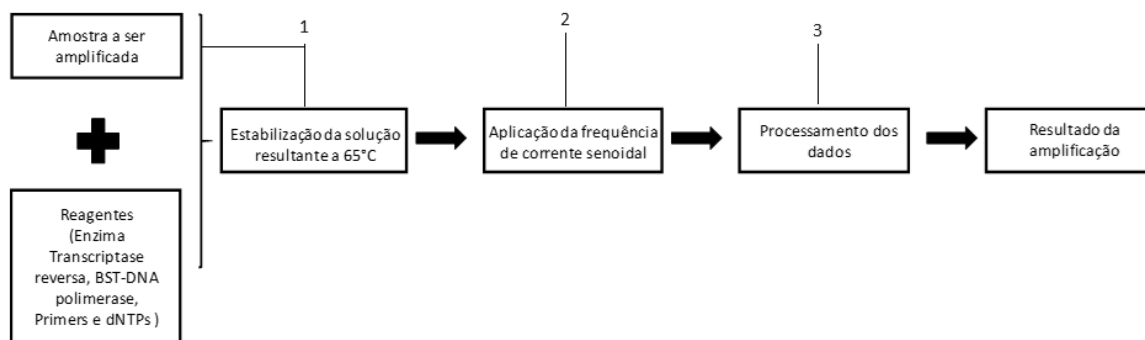 1
2
3
Amostra a ser
amplificada
Estabilização da solução
resultante a 65°C
Aplicação da frequência
de corrente senoidal
Processamento dos
dados
Resultado da
amplificação
Reagentes
(Enzima
Transcriptase
reversa, BST-DNA
polimerase,
Primers e dNTPs )